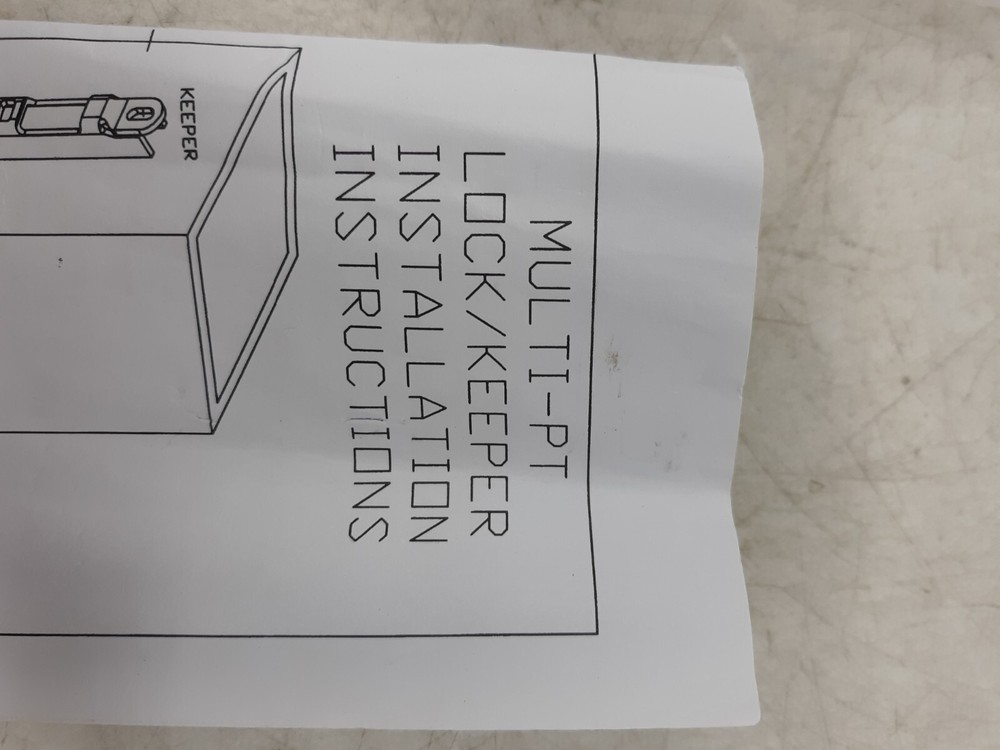 MULTI-PT
LOCK/KEEPER
INSTALLATION
INSTRUCTIONS
KEEPER